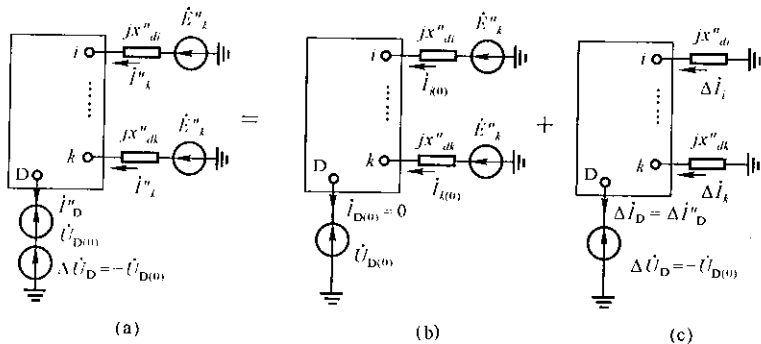 i jx"di Ė"k
İ"k
jx"dk Ė"k
k
D
İ"k
İ"D
U̇D(0)
ΔU̇D=−U̇D(0)
(a)
=
i jx"di Ė"k
İi(0)
jx"dk Ė"k
k
D
İk(0)
İD(0)=0
U̇D(0)
(b)
+
i jx"di
Δİi
jx"dk
k
D
Δİk
Δİ_D = Δİ"D
ΔU̇D=−U̇D(0)
(c)